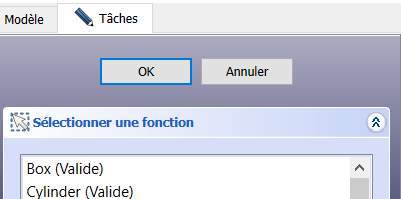 Modèle Tâches
OK Annuler
Sélectionner une fonction
Box (Valide)
Cylinder (Valide)